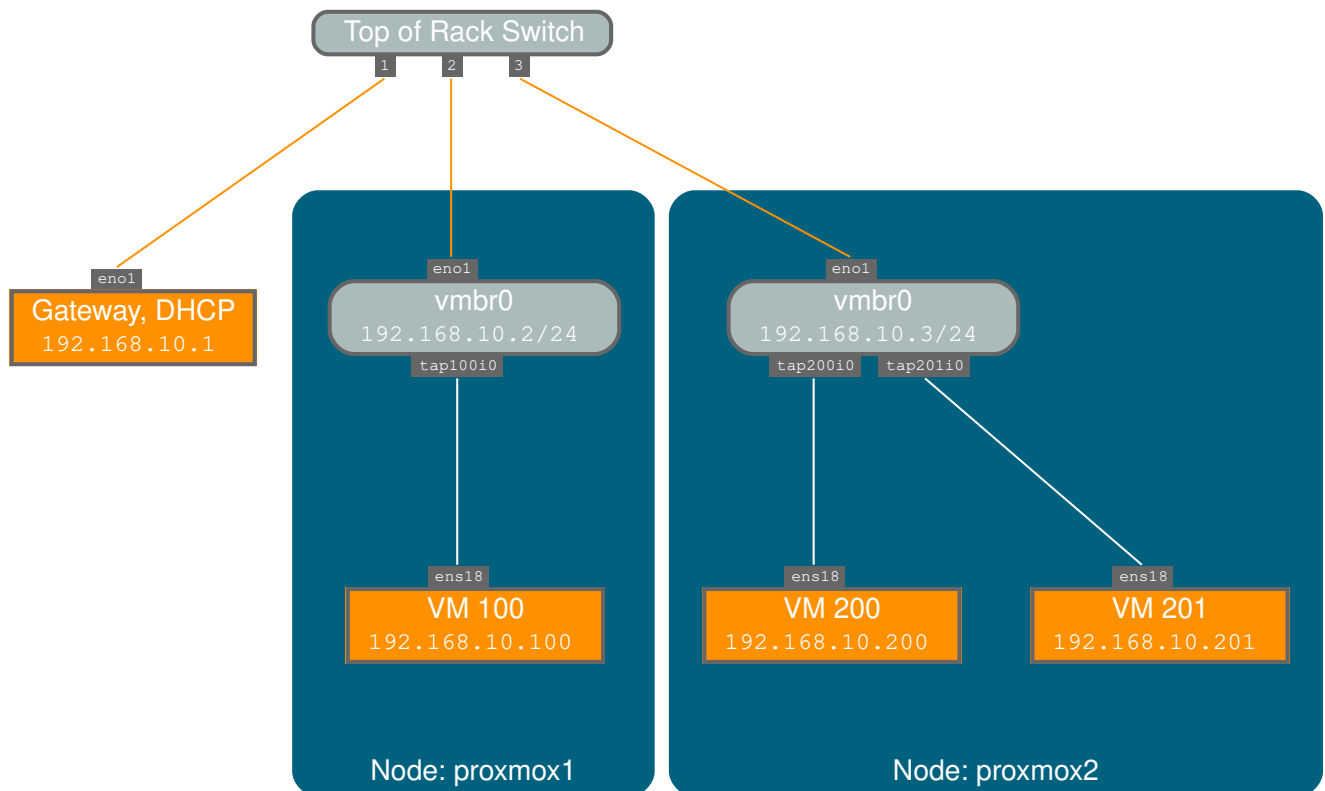 Top of Rack Switch
1 2 3
eno1 eno1 eno1
Gateway, DHCP
192.168.10.1
vmbr0
192.168.10.2/24
tap100i0
vmbr0
192.168.10.3/24
tap200i0 tap201i0
ens18
VM 100
192.168.10.100
ens18
VM 200
192.168.10.200
ens18
VM 201
192.168.10.201
Node: proxmox1
Node: proxmox2